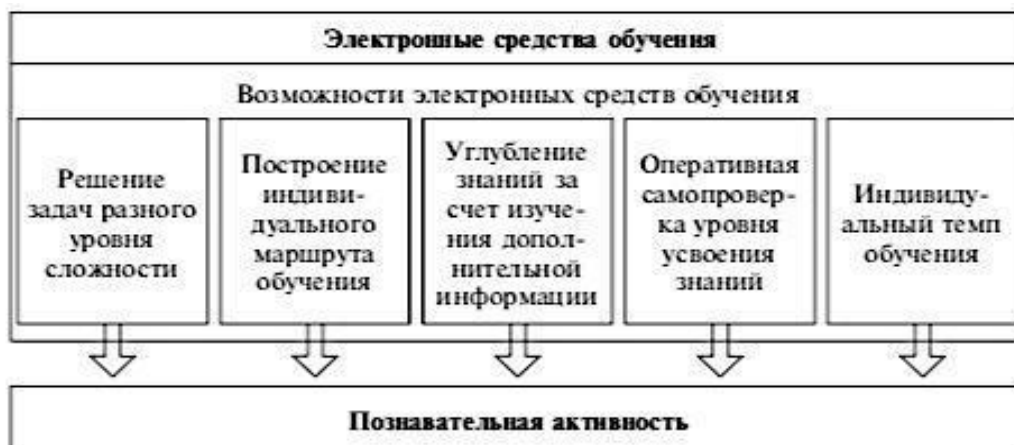 Электронные средства обучения
Возможности электронных средств обучения
Решение
задач разного
уровня
сложности
Построение
индиви-
дуального
маршрута
обучения
Углубление
знаний за
счет изуче-
ния допол-
нительной
информации
Оперативная
самопровер-
ка уровня
усвоения
знаний
Индивиду-
альный темп
обучения
Познавательная активность